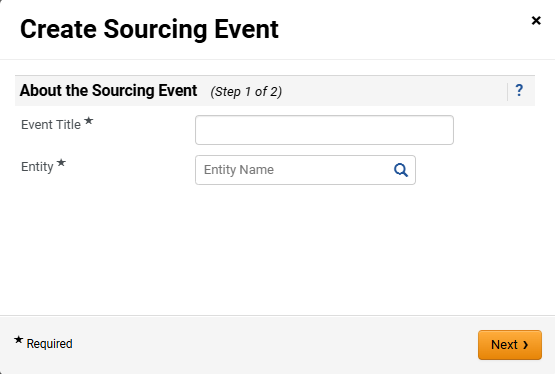 Create Sourcing Event ×
About the Sourcing Event (Step 1 of 2) ?
Event Title ★
Entity ★ Entity Name
★ Required Next ›